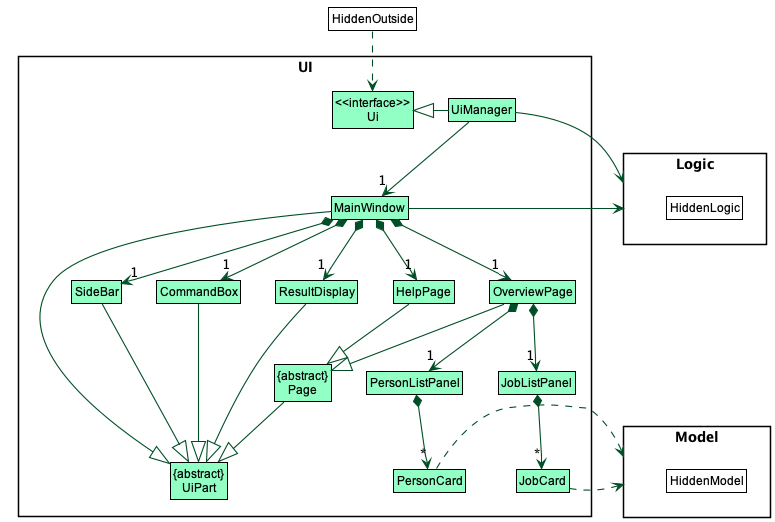 HiddenOutside
UI
<<interface>>
Ui
UiManager
1
Logic
HiddenLogic
MainWindow
1
1
1
1
1
SideBar
CommandBox
ResultDisplay
HelpPage
OverviewPage
1
1
{abstract}
Page
PersonListPanel
JobListPanel
*
*
Model
HiddenModel
{abstract}
UiPart
PersonCard
JobCard